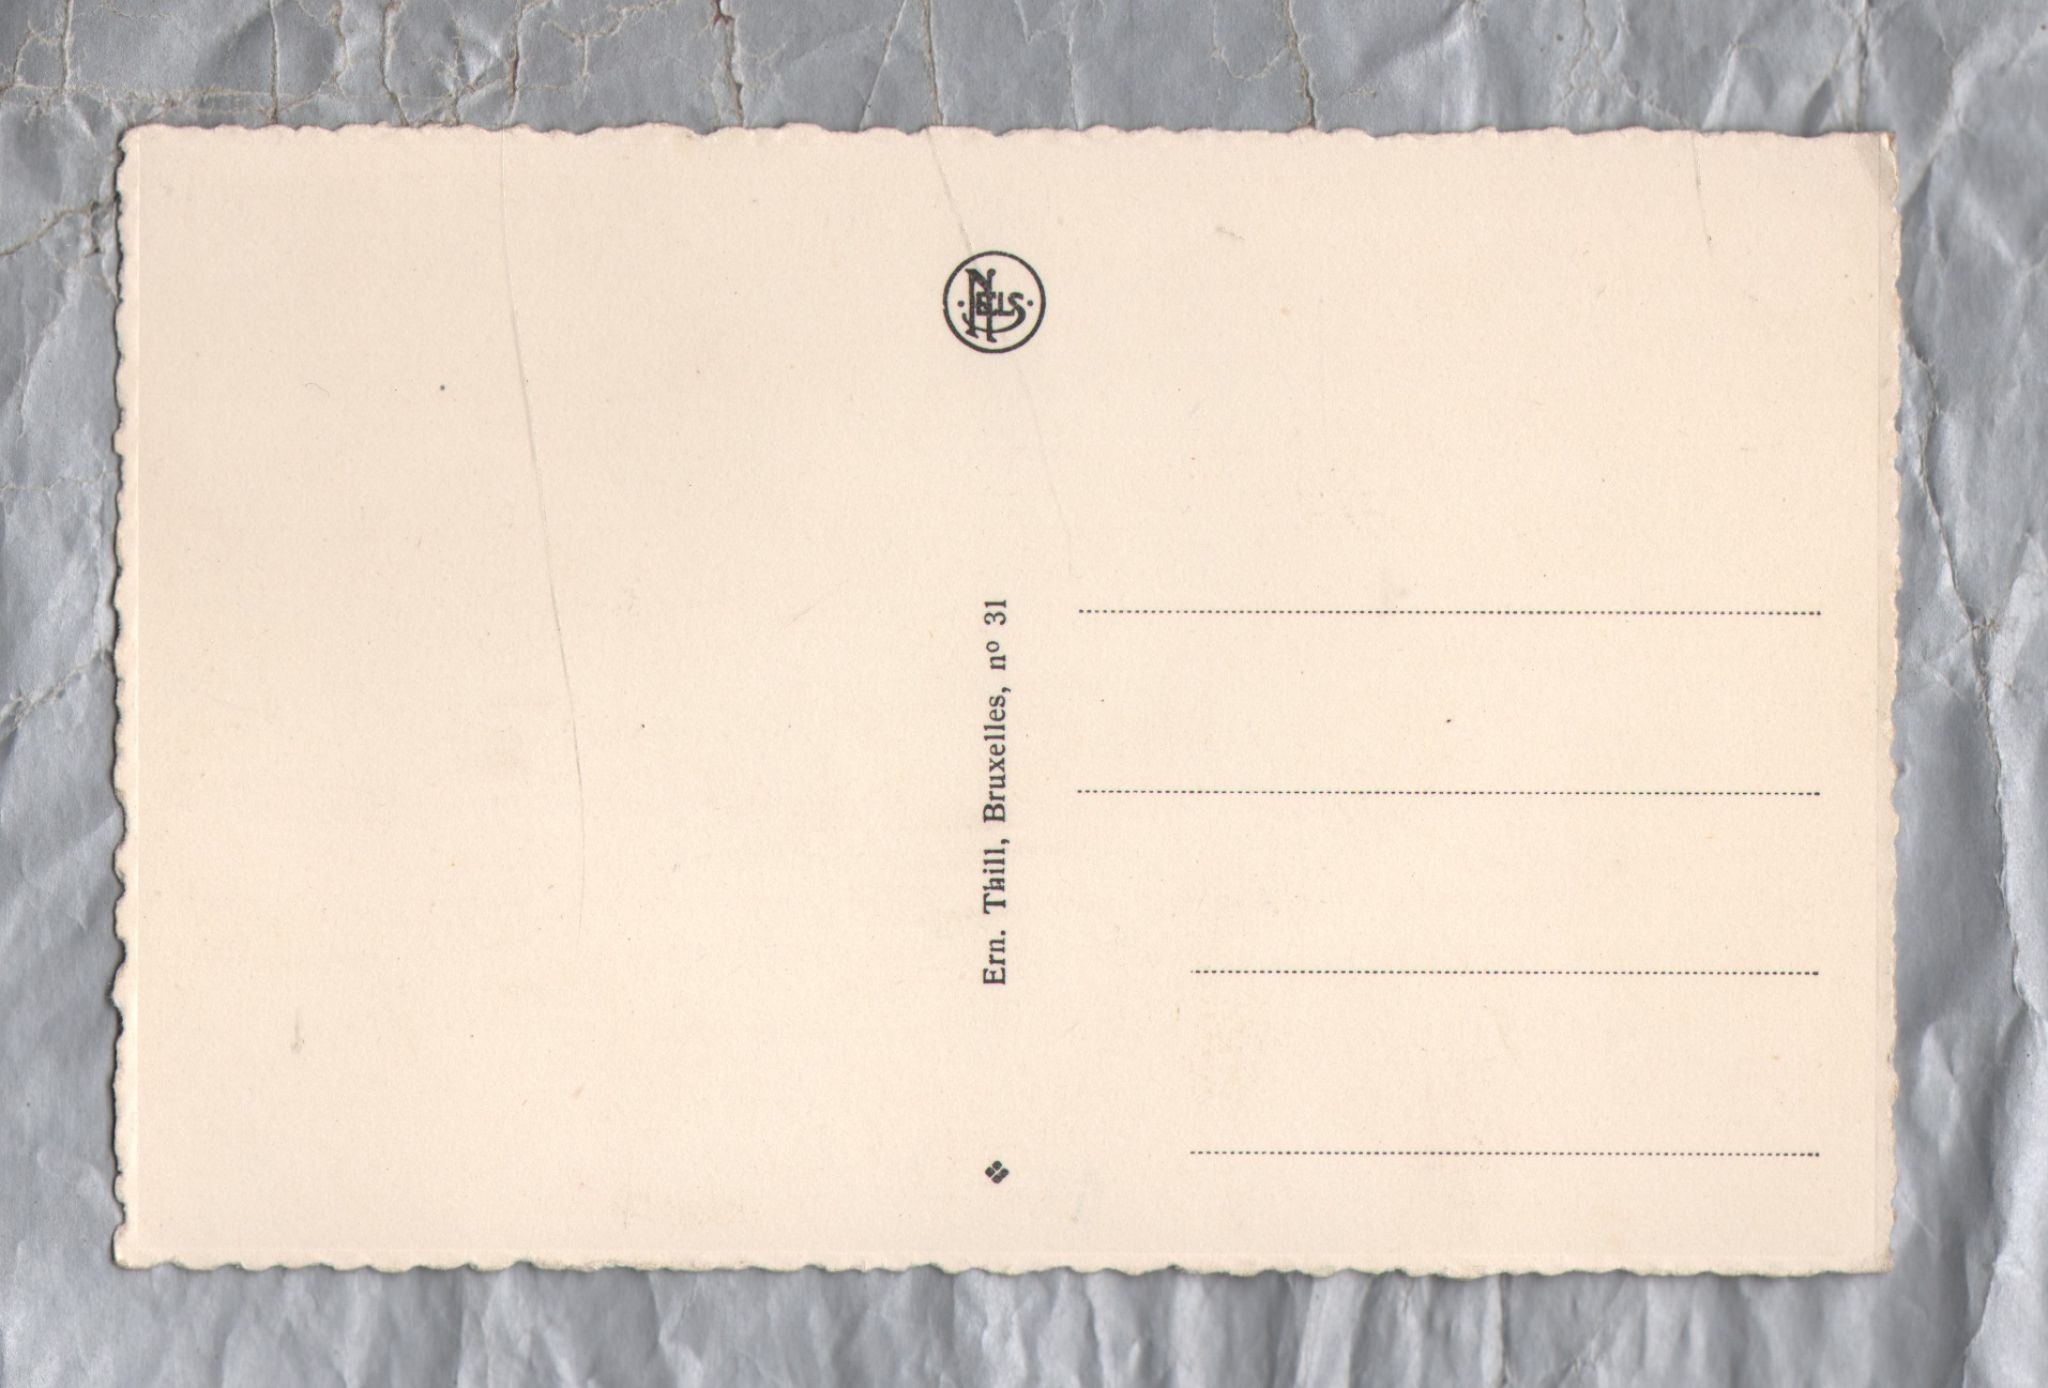 NELS
Ern. Thill, Bruxelles, nº 31